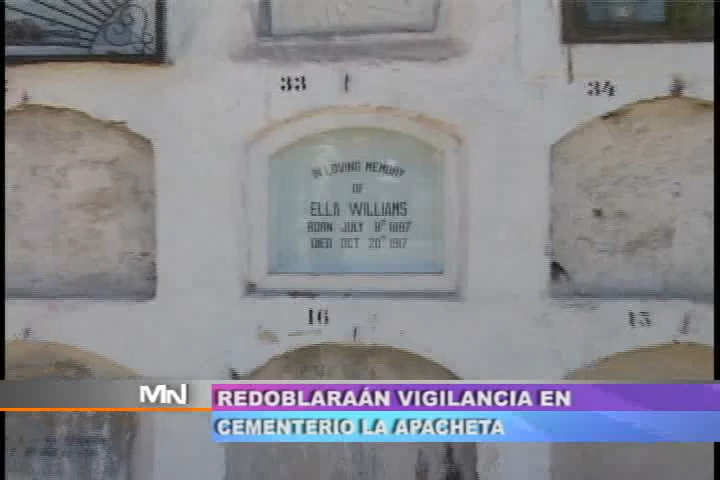 33
34
IN LOVING MEMORY
OF
ELLA WILLIAMS
BORN JULY 8TH 1887
DIED OCT 20TH 1917
16
15
MN
REDOBLARAÁN VIGILANCIA EN
CEMENTERIO LA APACHETA